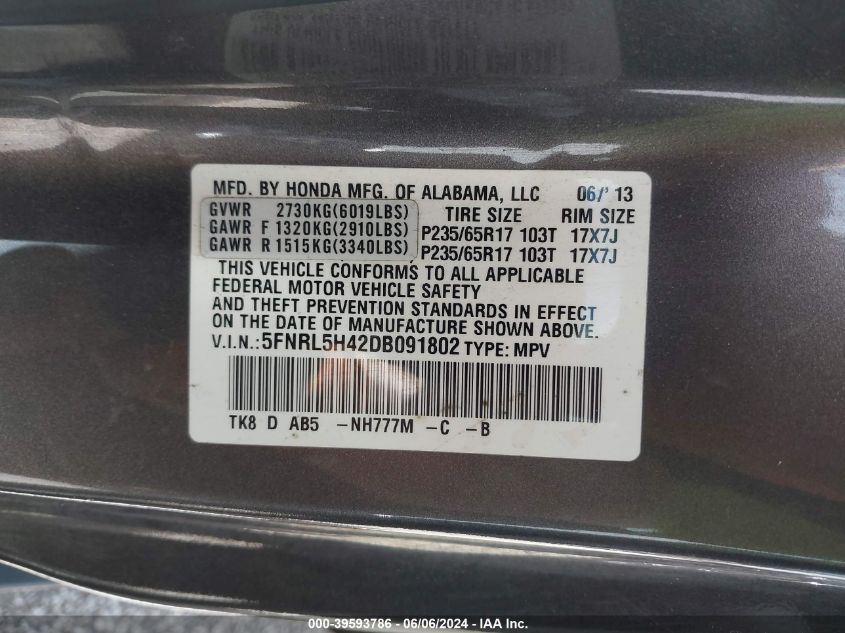 MFD. BY HONDA MFG. OF ALABAMA, LLC 06/'13
GVWR 2730KG(6019LBS) TIRE SIZE RIM SIZE
GAWR F 1320KG(2910LBS) P235/65R17 103T 17X7J
GAWR R 1515KG(3340LBS) P235/65R17 103T 17X7J
THIS VEHICLE CONFORMS TO ALL APPLICABLE
FEDERAL MOTOR VEHICLE SAFETY
AND THEFT PREVENTION STANDARDS IN EFFECT
ON THE DATE OF MANUFACTURE SHOWN ABOVE.
V.I.N.:5FNRL5H42DB091802 TYPE: MPV
TK8 D AB5 -NH777M -C -B
000-39593786 - 06/06/2024 - IAA Inc.